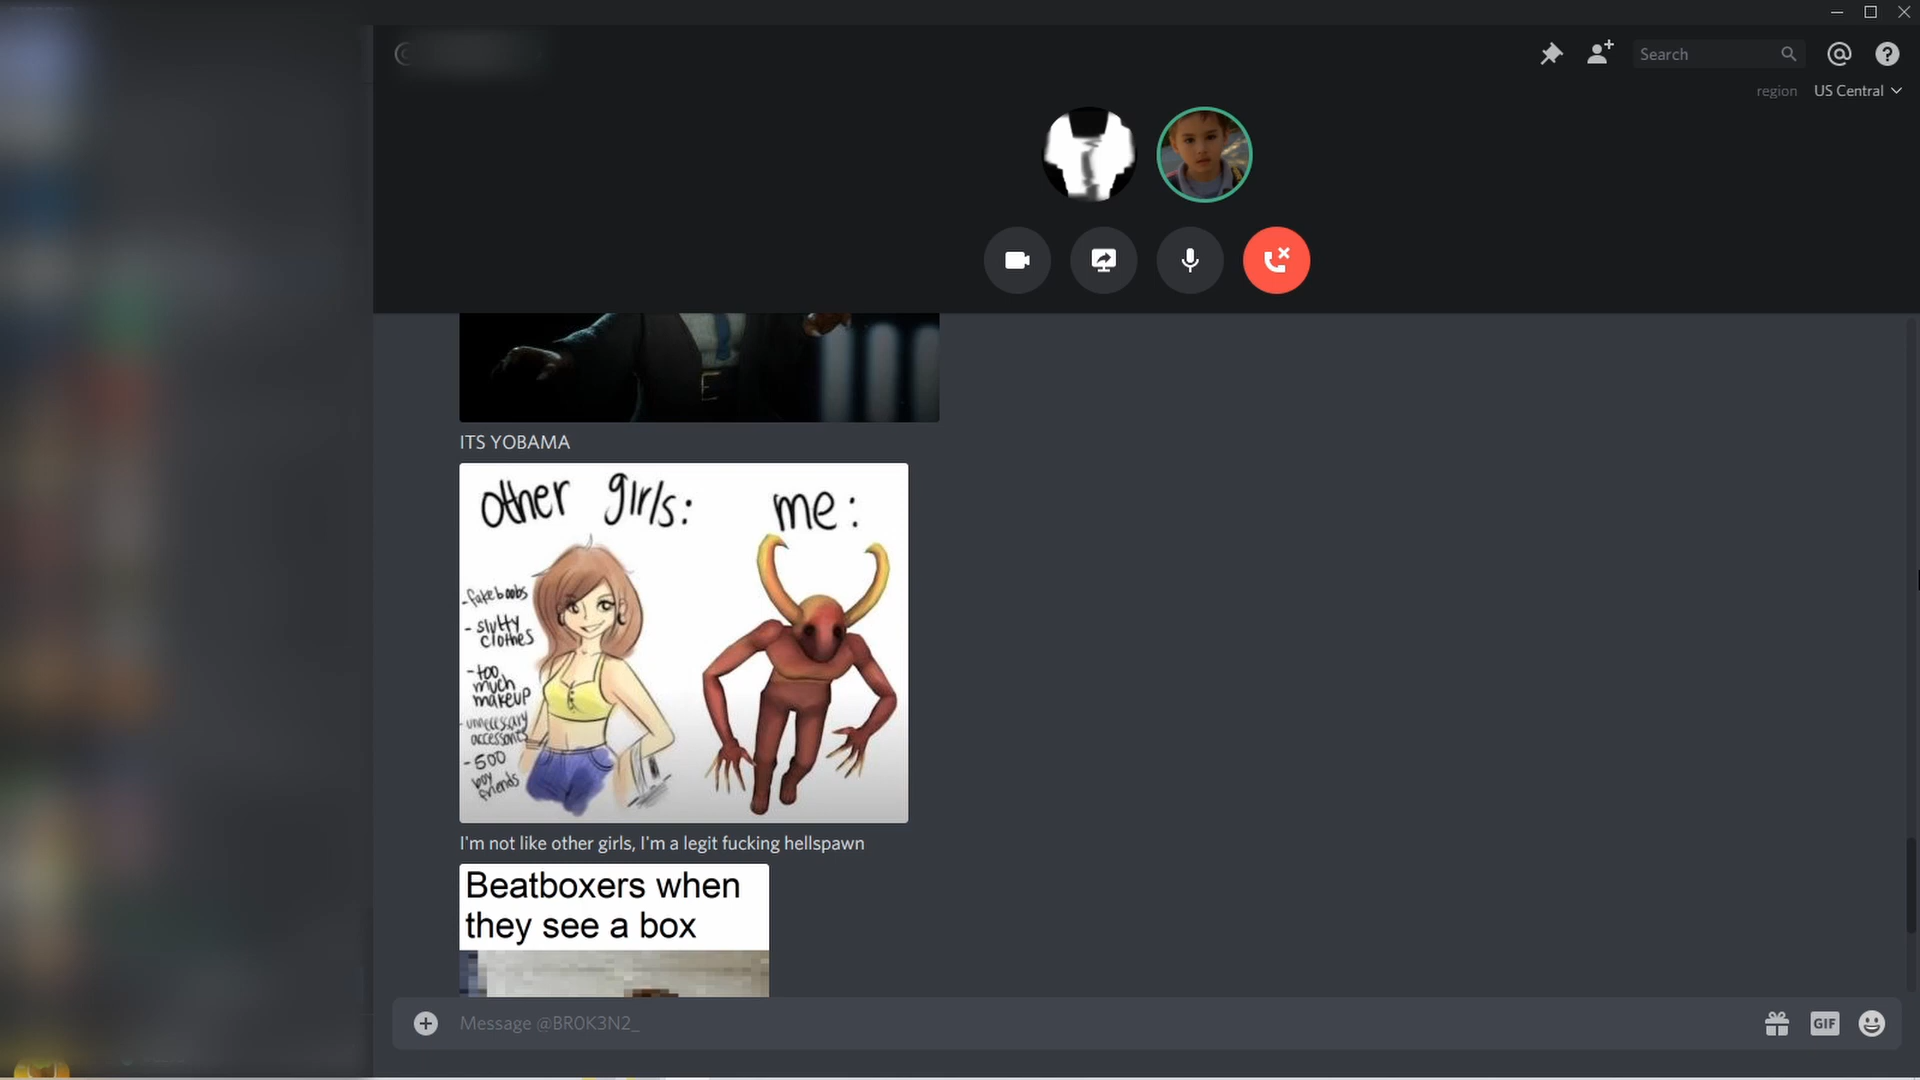 Search
region US Central
ITS YOBAMA
other girls: me:
- fake boobs
- slutty
clothes
- too
much
makeup
- unnecessary
- 500
boy
friends
I'm not like other girls, I'm a legit fucking hellspawn
Beatboxers when
they see a box
Message @BR0K3N2_
GIF